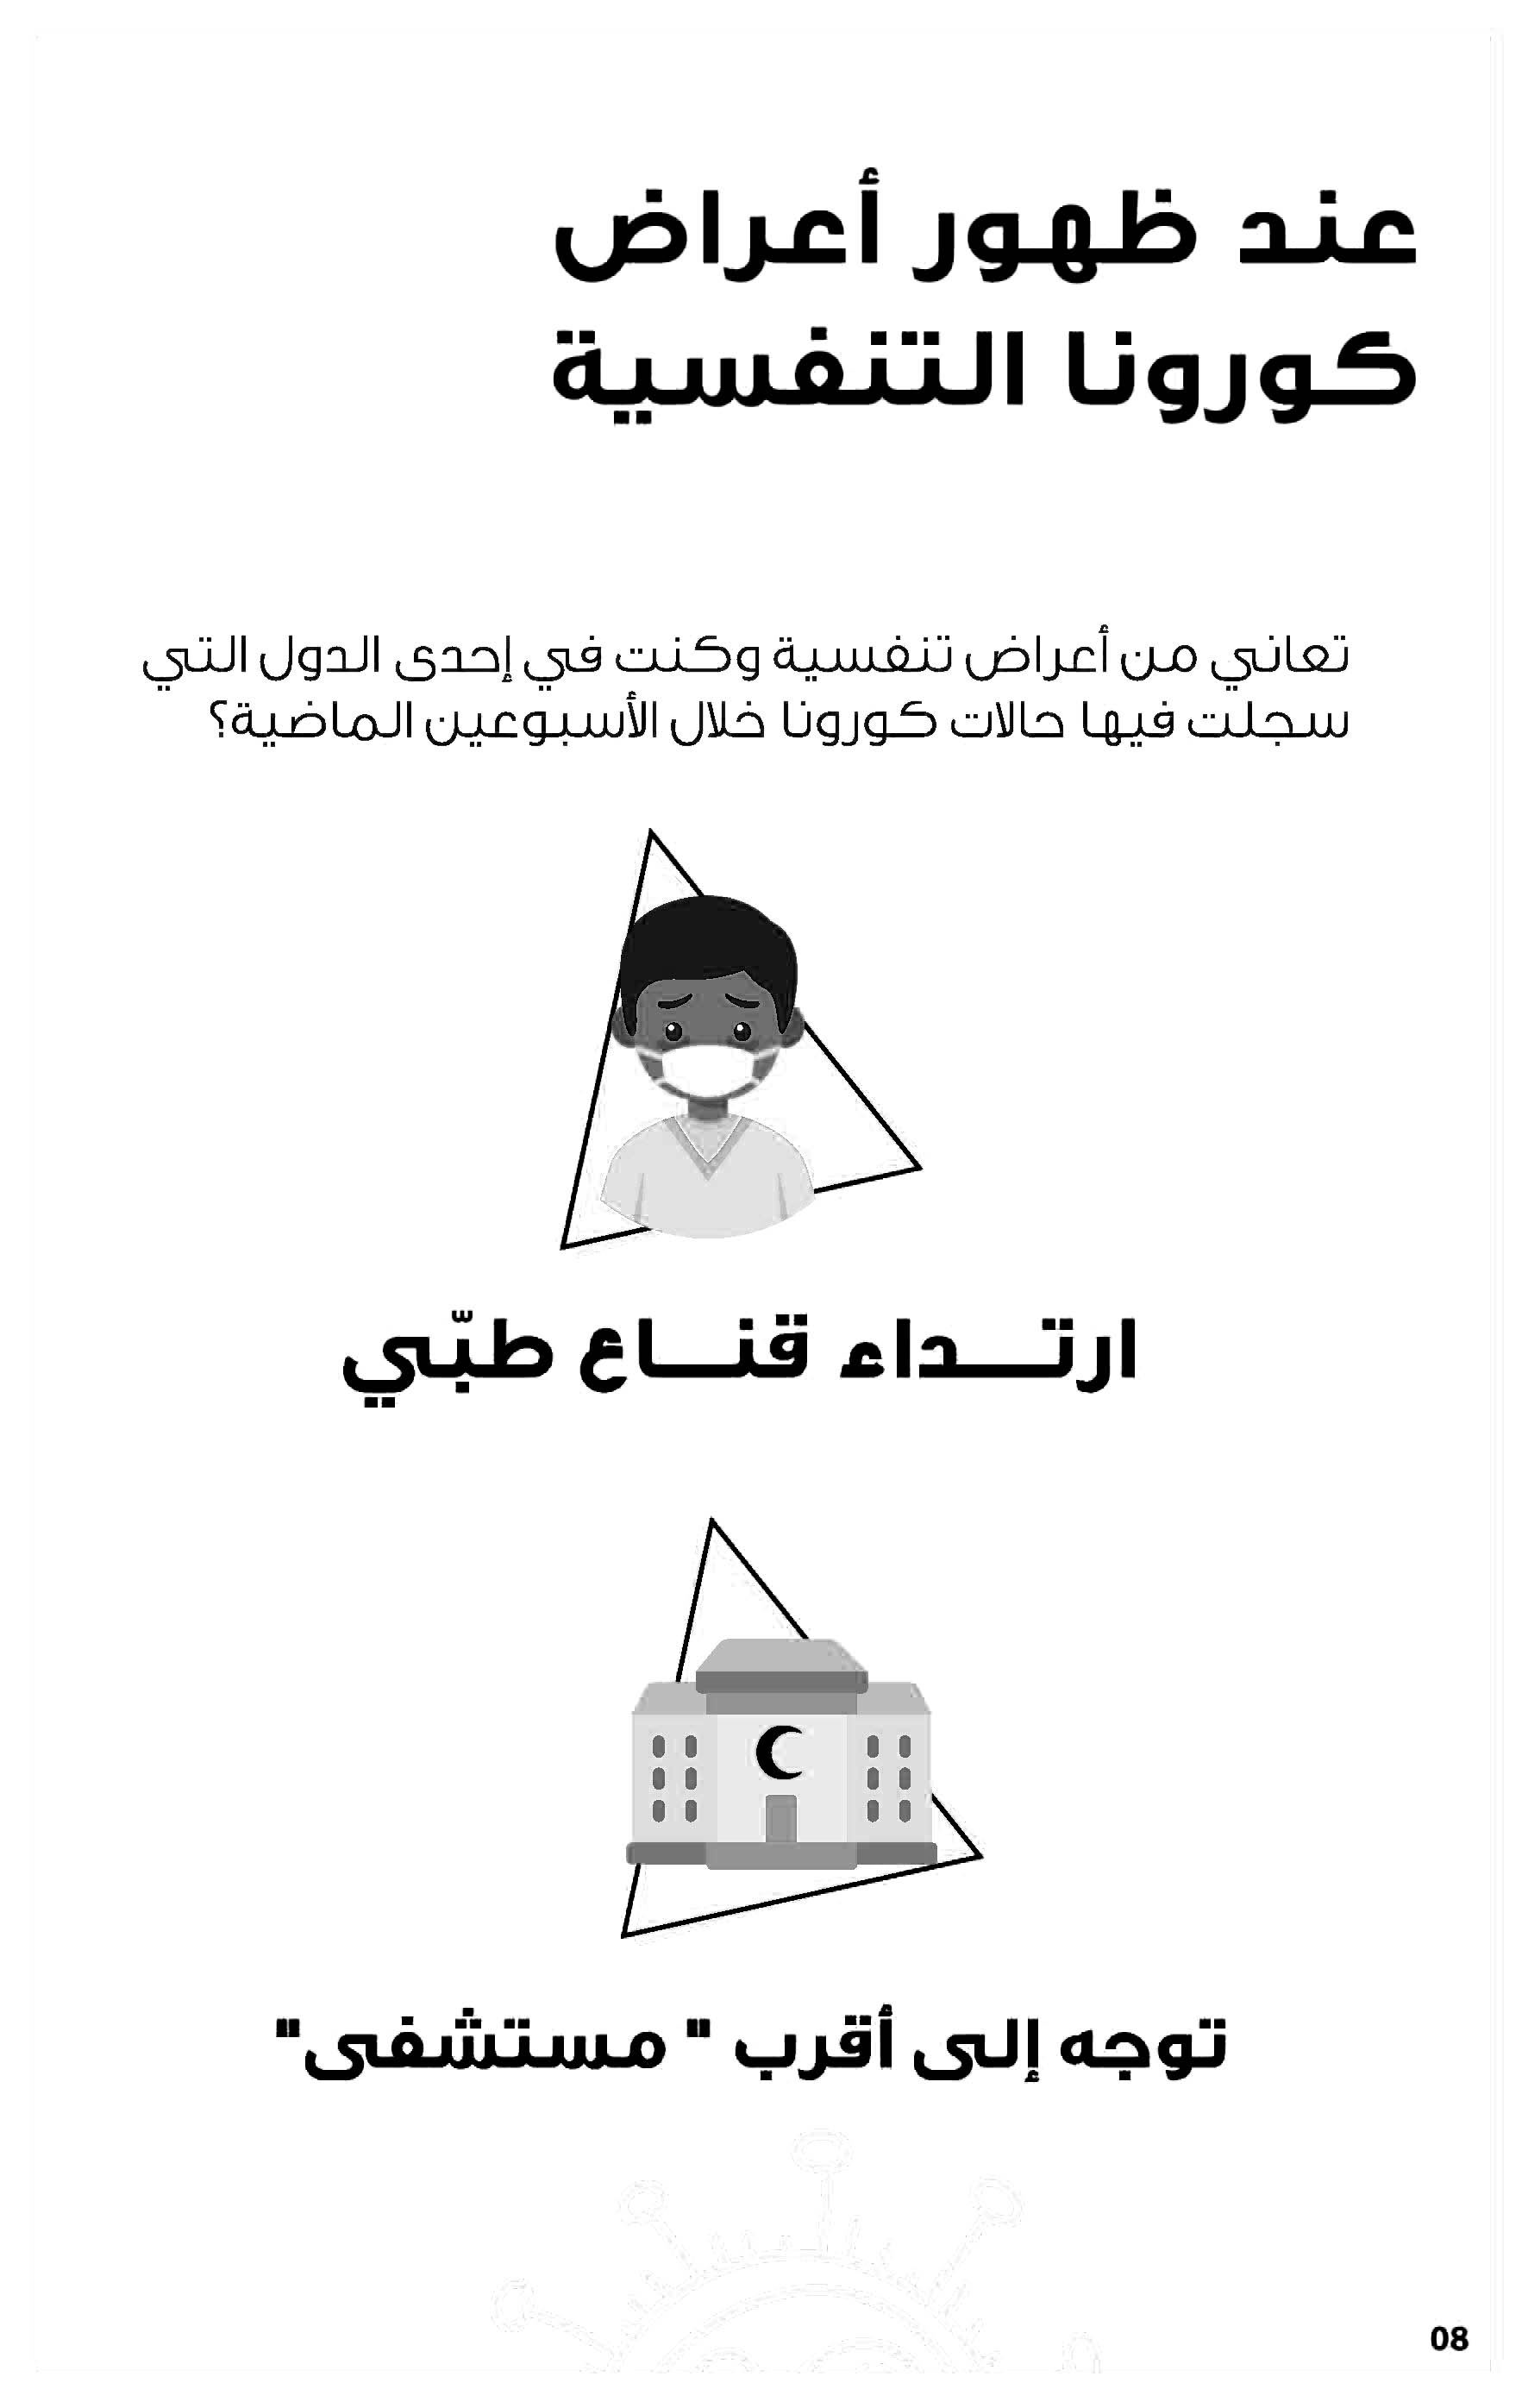 عند ظهور أعراض
كورونا التنفسية
تعاني من أعراض تنفسية وكنت في إحدى الدول التي
سجلت فيها حالات كورونا خلال الأسبوعين الماضية؟
ارتـــداء قنـــاع طبّي
توجه إلى أقرب " مستشفى"
08